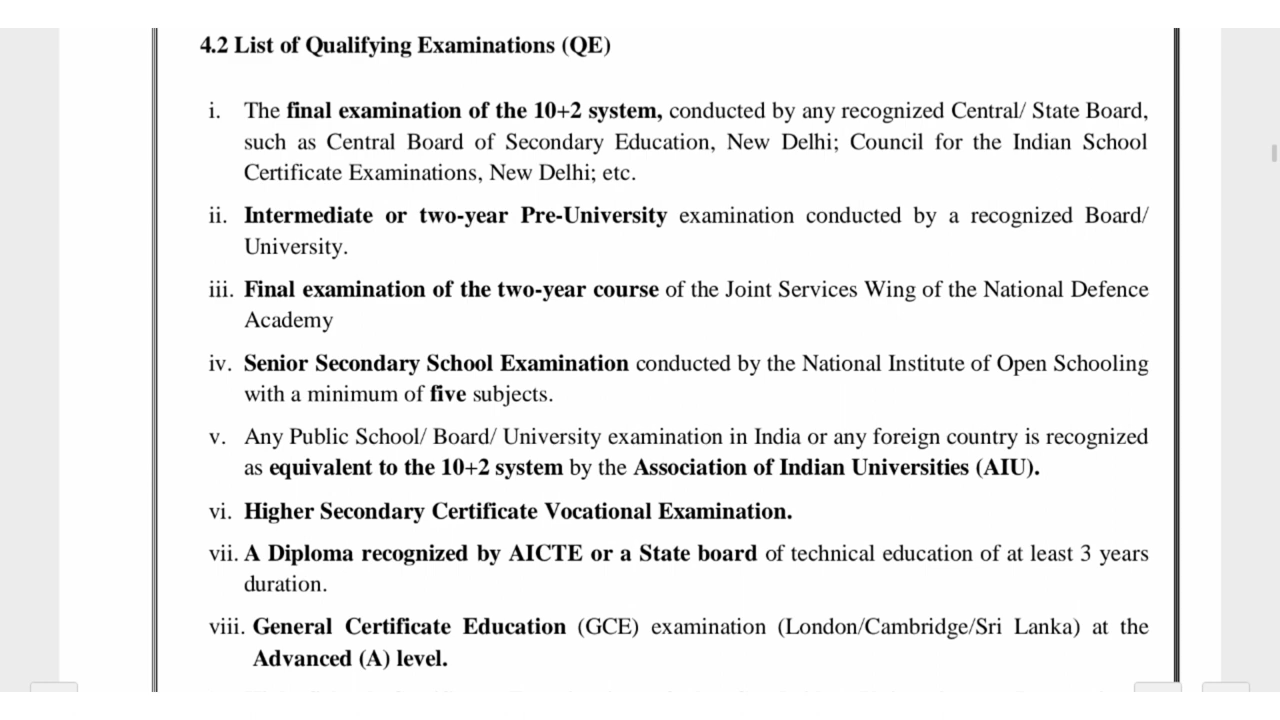 4.2 List of Qualifying Examinations (QE)
i. The final examination of the 10+2 system, conducted by any recognized Central/ State Board,
such as Central Board of Secondary Education, New Delhi; Council for the Indian School
Certificate Examinations, New Delhi; etc.
ii. Intermediate or two-year Pre-University examination conducted by a recognized Board/
University.
iii. Final examination of the two-year course of the Joint Services Wing of the National Defence
Academy
iv. Senior Secondary School Examination conducted by the National Institute of Open Schooling
with a minimum of five subjects.
v. Any Public School/ Board/ University examination in India or any foreign country is recognized
as equivalent to the 10+2 system by the Association of Indian Universities (AIU).
vi. Higher Secondary Certificate Vocational Examination.
vii. A Diploma recognized by AICTE or a State board of technical education of at least 3 years
duration.
viii. General Certificate Education (GCE) examination (London/Cambridge/Sri Lanka) at the
Advanced (A) level.